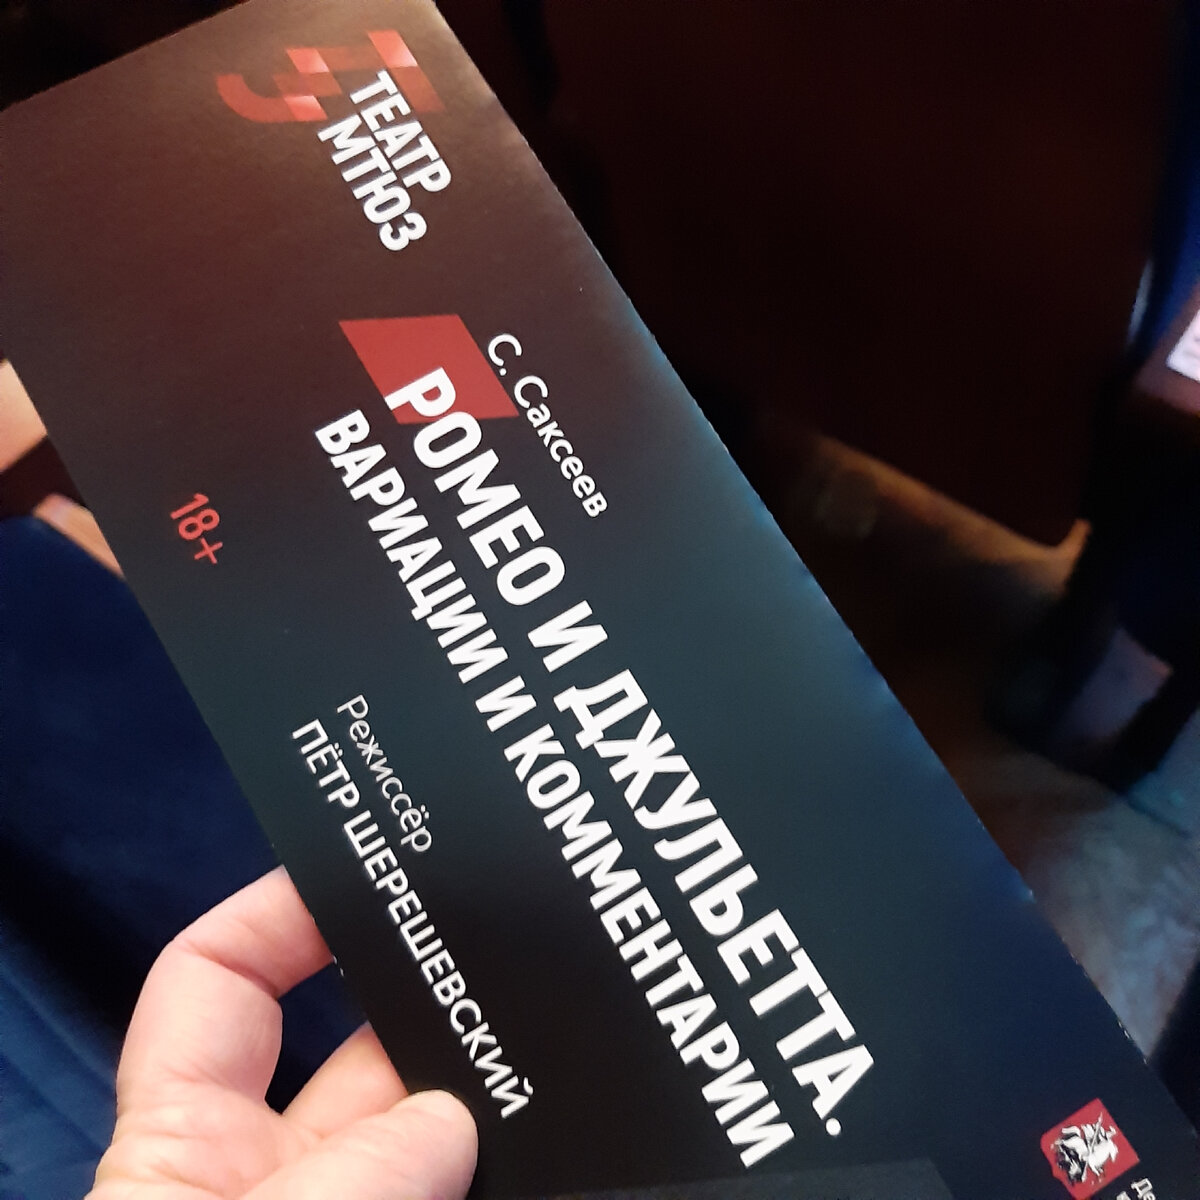 ТЕАТР
МТЮЗ
С. Саксеев
РОМЕО И ДЖУЛЬЕТТА.
ВАРИАЦИИ И КОММЕНТАРИИ
18+
Режиссёр
ПЁТР ШЕРЕШЕВСКИЙ